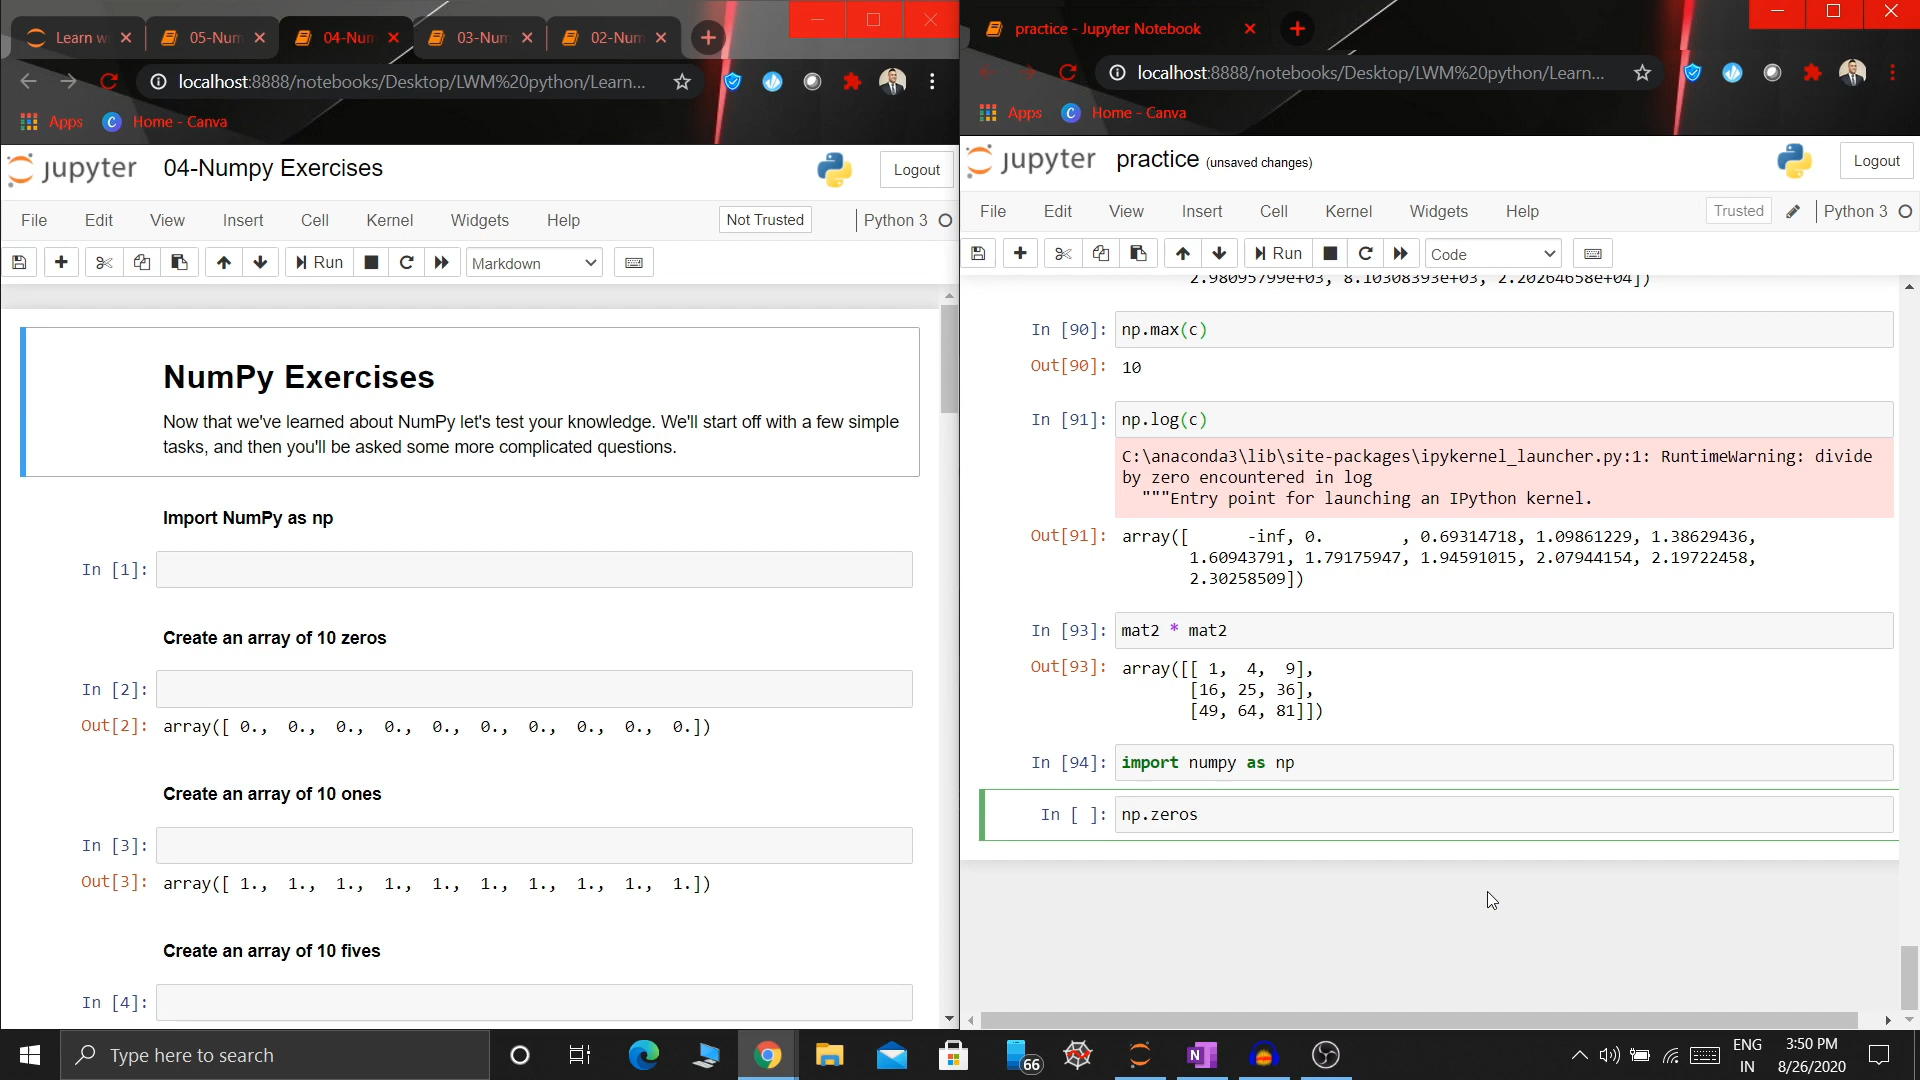 Learn w
05-Num
04-Num
03-Num
02-Num
localhost:8888/notebooks/Desktop/LWM%20python/Learn...
Apps
Home - Canva
jupyter
04-Numpy Exercises
Logout
File
Edit
View
Insert
Cell
Kernel
Widgets
Help
Not Trusted
Python 3
Run
Markdown
NumPy Exercises
Now that we've learned about NumPy let's test your knowledge. We'll start off with a few simple
tasks, and then you'll be asked some more complicated questions.
Import NumPy as np
In [1]:
Create an array of 10 zeros
In [2]:
Out[2]: array([ 0., 0., 0., 0., 0., 0., 0., 0., 0., 0.])
Create an array of 10 ones
In [3]:
Out[3]: array([ 1., 1., 1., 1., 1., 1., 1., 1., 1., 1.])
Create an array of 10 fives
In [4]:
practice - Jupyter Notebook
localhost:8888/notebooks/Desktop/LWM%20python/Learn...
Apps
Home - Canva
jupyter
practice (unsaved changes)
Logout
File
Edit
View
Insert
Cell
Kernel
Widgets
Help
Trusted
Python 3
Run
Code
2.98095799e+03, 8.10308393e+03, 2.20264658e+04])
In [90]: np.max(c)
Out[90]: 10
In [91]: np.log(c)
C:\anaconda3\lib\site-packages\ipykernel_launcher.py:1: RuntimeWarning: divide
by zero encountered in log
"""Entry point for launching an IPython kernel.
Out[91]: array([ -inf, 0. , 0.69314718, 1.09861229, 1.38629436,
1.60943791, 1.79175947, 1.94591015, 2.07944154, 2.19722458,
2.30258509])
In [93]: mat2 * mat2
Out[93]: array([[ 1, 4, 9],
[16, 25, 36],
[49, 64, 81]])
In [94]: import numpy as np
In [ ]: np.zeros
Type here to search
66
ENG
IN
3:50 PM
8/26/2020